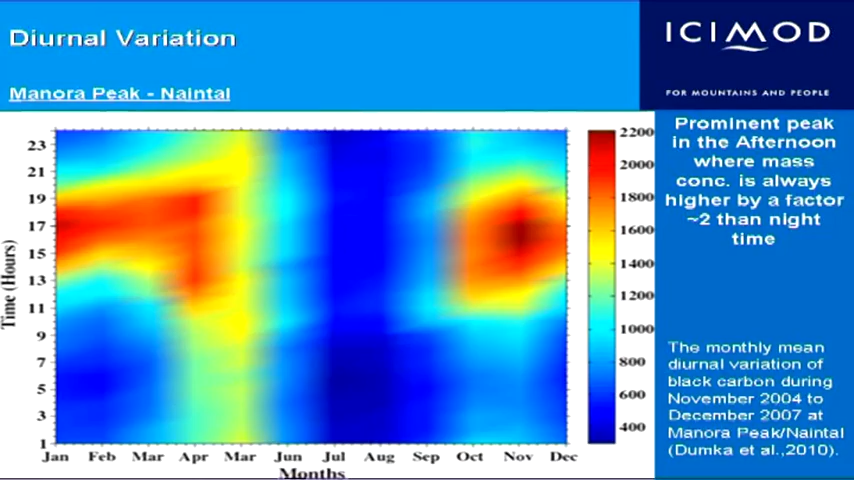 Diurnal Variation
Manora Peak - Naintal
ICIMOD
FOR MOUNTAINS AND PEOPLE
Prominent peak
in the Afternoon
where mass
conc. is always
higher by a factor
~2 than night
time
The monthly mean
diurnal variation of
black carbon during
November 2004 to
December 2007 at
Manora Peak/Naintal
(Dumka et al.,2010).
Time (Hours)
23
21
19
17
15
13
11
9
7
5
3
1
Jan Feb Mar Apr Mar Jun Jul Aug Sep Oct Nov Dec
Months
2200
2000
1800
1600
1400
1200
1000
800
600
400